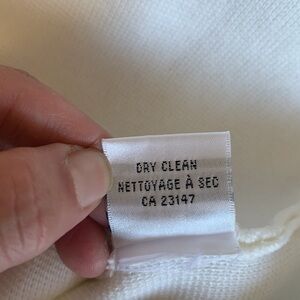 DRY CLEAN
NETTOYAGE À SEC
CA 23147